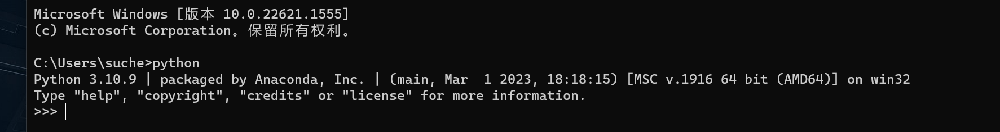 Microsoft Windows [版本 10.0.22621.1555]
(c) Microsoft Corporation。保留所有权利。
C:\Users\suche>python
Python 3.10.9 | packaged by Anaconda, Inc. | (main, Mar  1 2023, 18:18:15) [MSC v.1916 64 bit (AMD64)] on win32
Type "help", "copyright", "credits" or "license" for more information.
>>>